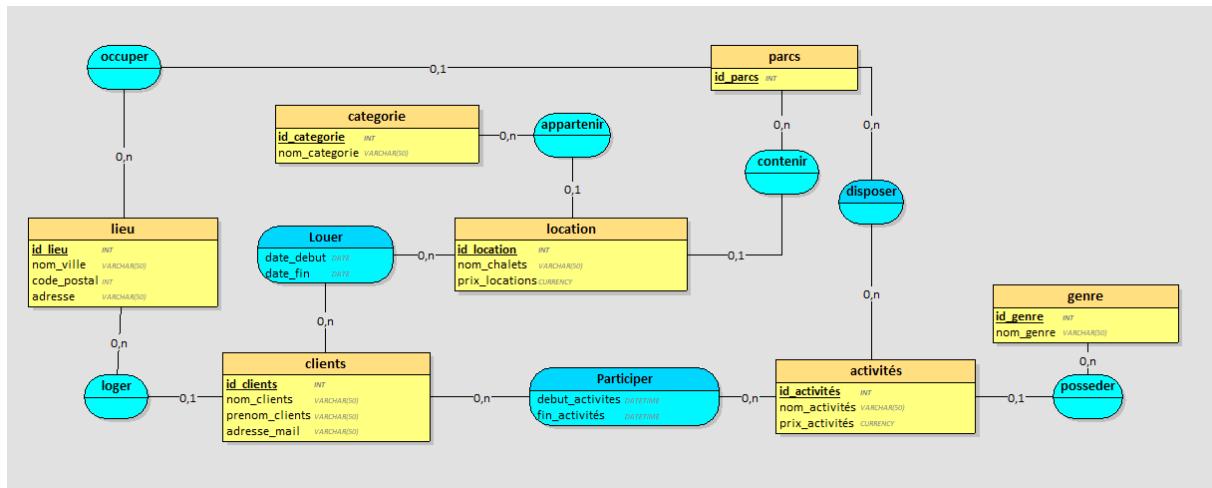 occuper
0,1
parcs
id_parcs INT
0,n
0,n
0,n
categorie
id_categorie INT
nom_categorie VARCHAR(50)
0,n
appartenir
0,1
contenir
disposer
lieu
id_lieu INT
nom_ville VARCHAR(50)
code_postal INT
adresse VARCHAR(50)
Louer
date_debut DATE
date_fin DATE
0,n
location
id_location INT
nom_chalets VARCHAR(50)
prix_locations CURRENCY
0,1
0,n
0,n
0,n
genre
id_genre INT
nom_genre VARCHAR(50)
0,n
loger
0,1
clients
id_clients INT
nom_clients VARCHAR(50)
prenom_clients VARCHAR(50)
adresse_mail VARCHAR(50)
0,n
Participer
debut_activites DATETIME
fin_activités DATETIME
0,n
activités
id_activités INT
nom_activités VARCHAR(50)
prix_activités CURRENCY
0,1
posseder